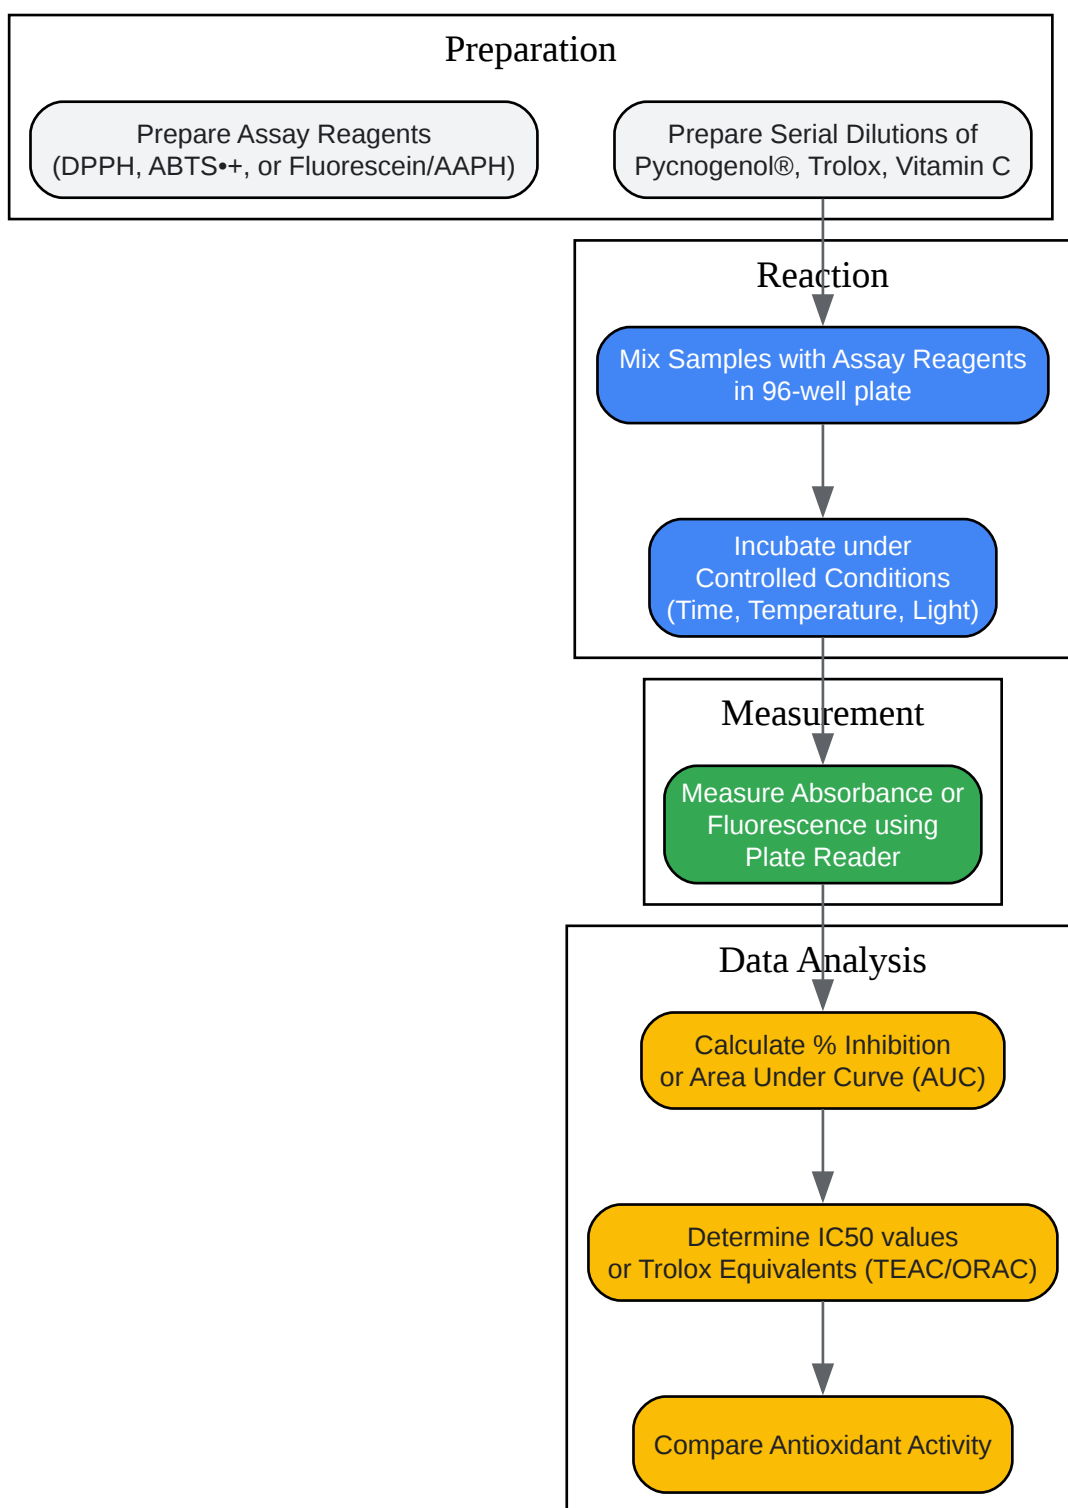 Preparation
Prepare Assay Reagents
(DPPH, ABTS•+, or Fluorescein/AAPH)
Prepare Serial Dilutions of
Pycnogenol®, Trolox, Vitamin C
Reaction
Mix Samples with Assay Reagents
in 96-well plate
Incubate under
Controlled Conditions
(Time, Temperature, Light)
Measurement
Measure Absorbance or
Fluorescence using
Plate Reader
Data Analysis
Calculate % Inhibition
or Area Under Curve (AUC)
Determine IC50 values
or Trolox Equivalents (TEAC/ORAC)
Compare Antioxidant Activity